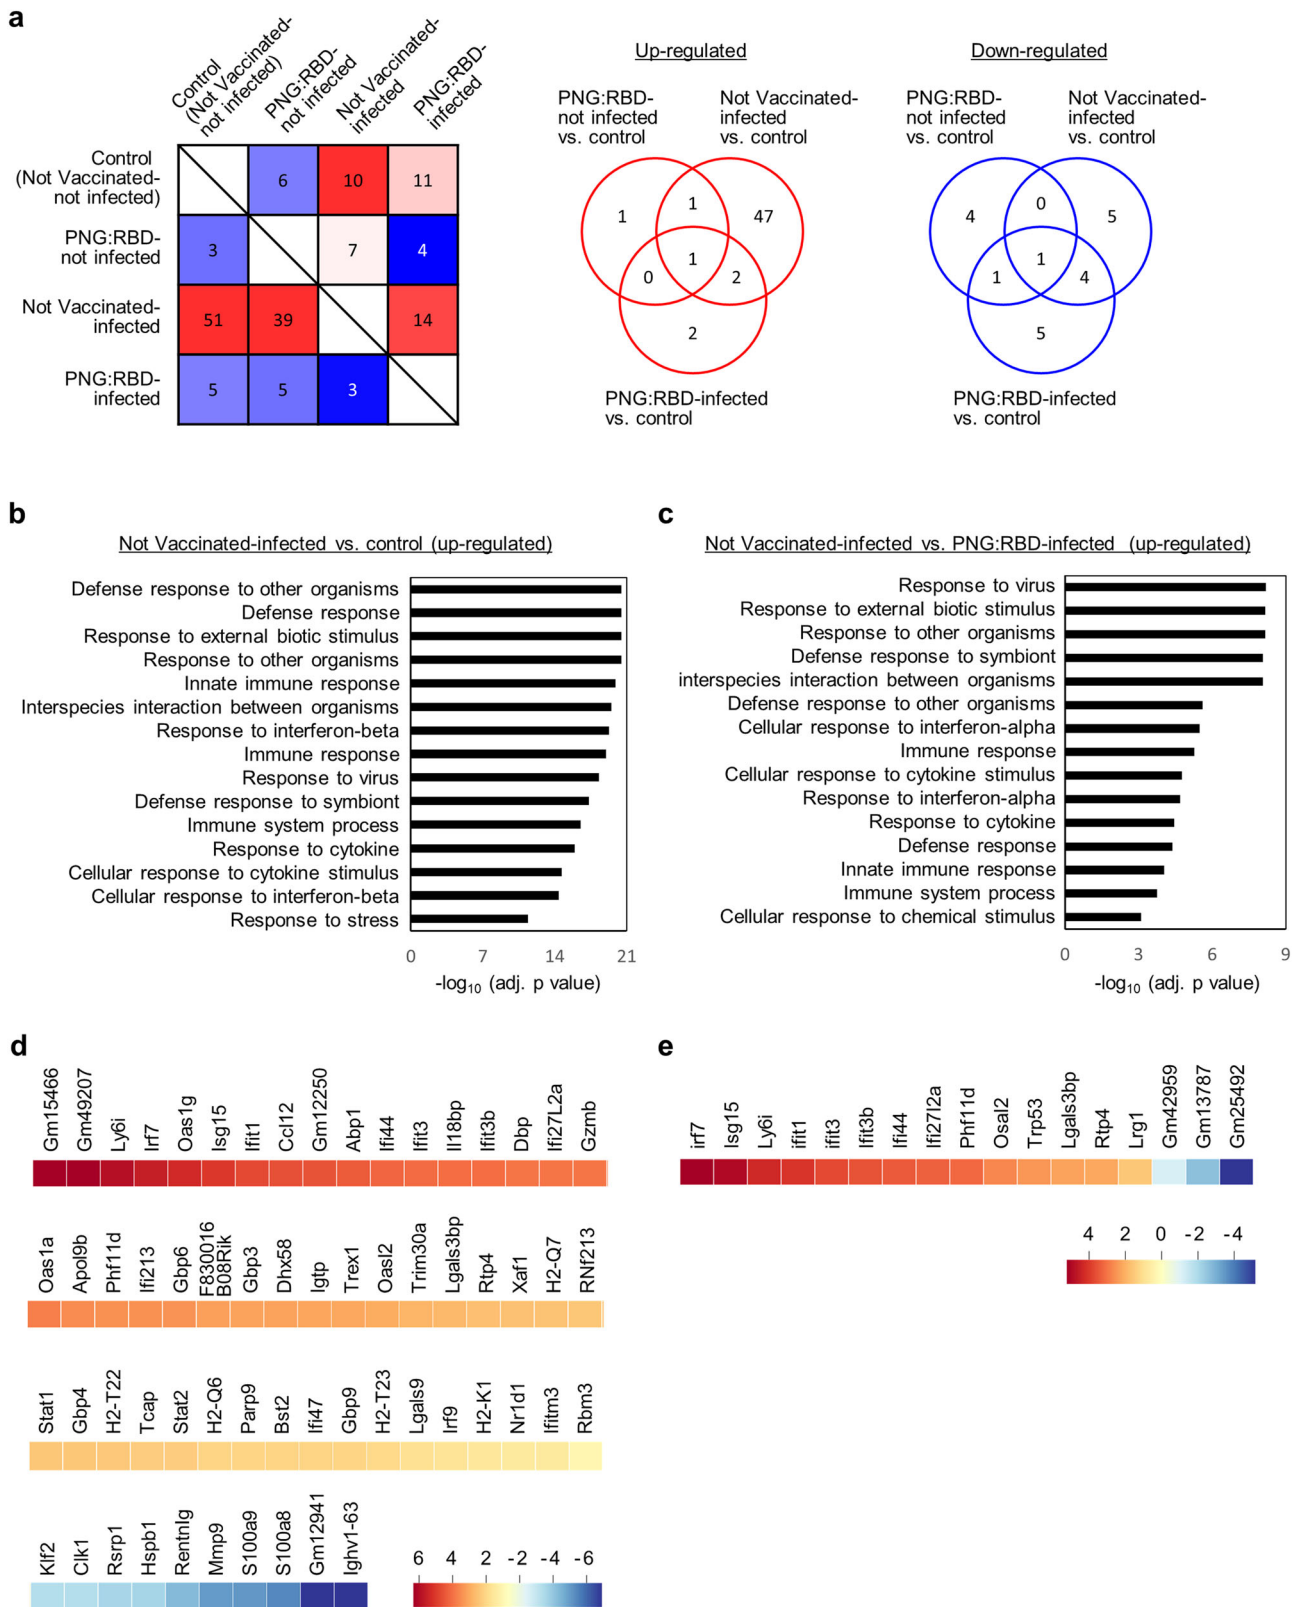 a
Control
(Not Vaccinated-
not infected)
PNG:RBD-
not infected
Not Vaccinated-
infected
PNG:RBD-
infected
Control
(Not Vaccinated-
not infected)
6 10 11
PNG:RBD-
not infected
3 7 4
Not Vaccinated-
infected
51 39 14
PNG:RBD-
infected
5 5 3
Up-regulated
PNG:RBD-
not infected
vs. control
Not Vaccinated-
infected
vs. control
1 1 47
0 1 2
2
PNG:RBD-infected
vs. control
Down-regulated
PNG:RBD-
not infected
vs. control
Not Vaccinated-
infected
vs. control
4 0 5
1 1 4
5
PNG:RBD-infected
vs. control
b
Not Vaccinated-infected vs. control (up-regulated)
Defense response to other organisms
Defense response
Response to external biotic stimulus
Response to other organisms
Innate immune response
Interspecies interaction between organisms
Response to interferon-beta
Immune response
Response to virus
Defense response to symbiont
Immune system process
Response to cytokine
Cellular response to cytokine stimulus
Cellular response to interferon-beta
Response to stress
0 7 14 21
-log10 (adj. p value)
c
Not Vaccinated-infected vs. PNG:RBD-infected (up-regulated)
Response to virus
Response to external biotic stimulus
Response to other organisms
Defense response to symbiont
interspecies interaction between organisms
Defense response to other organisms
Cellular response to interferon-alpha
Immune response
Cellular response to cytokine stimulus
Response to interferon-alpha
Response to cytokine
Defense response
Innate immune response
Immune system process
Cellular response to chemical stimulus
0 3 6 9
-log10 (adj. p value)
d
Gm15466 Gm49207 Ly6i Irf7 Oas1g Isg15 Ifit1 Ccl12 Gm12250 Abp1 Ifi44 Ifit3 Il18bp Ifit3b Dbp Ifi27L2a Gzmb
Oas1a Apol9b Phf11d Ifi213 Gbp6 F830016 B08Rik Gbp3 Dhx58 Igtp Trex1 Oasl2 Trim30a Lgals3bp Rtp4 Xaf1 H2-Q7 RNf213
Stat1 Gbp4 H2-T22 Tcap Stat2 H2-Q6 Parp9 Bst2 Ifi47 Gbp9 H2-T23 Lgals9 Irf9 H2-K1 Nr1d1 Ifitm3 Rbm3
Klf2 Clk1 Rsrp1 Hspb1 Rentnlg Mmp9 S100a9 S100a8 Gm12941 Ighv1-63
6 4 2 -2 -4 -6
e
irf7 Isg15 Ly6i ifit1 ifit3 Ifit3b Ifi44 Ifi27l2a Phf11d Osal2 Trp53 Lgals3bp Rtp4 Lrg1 Gm42959 Gm13787 Gm25492
4 2 0 -2 -4